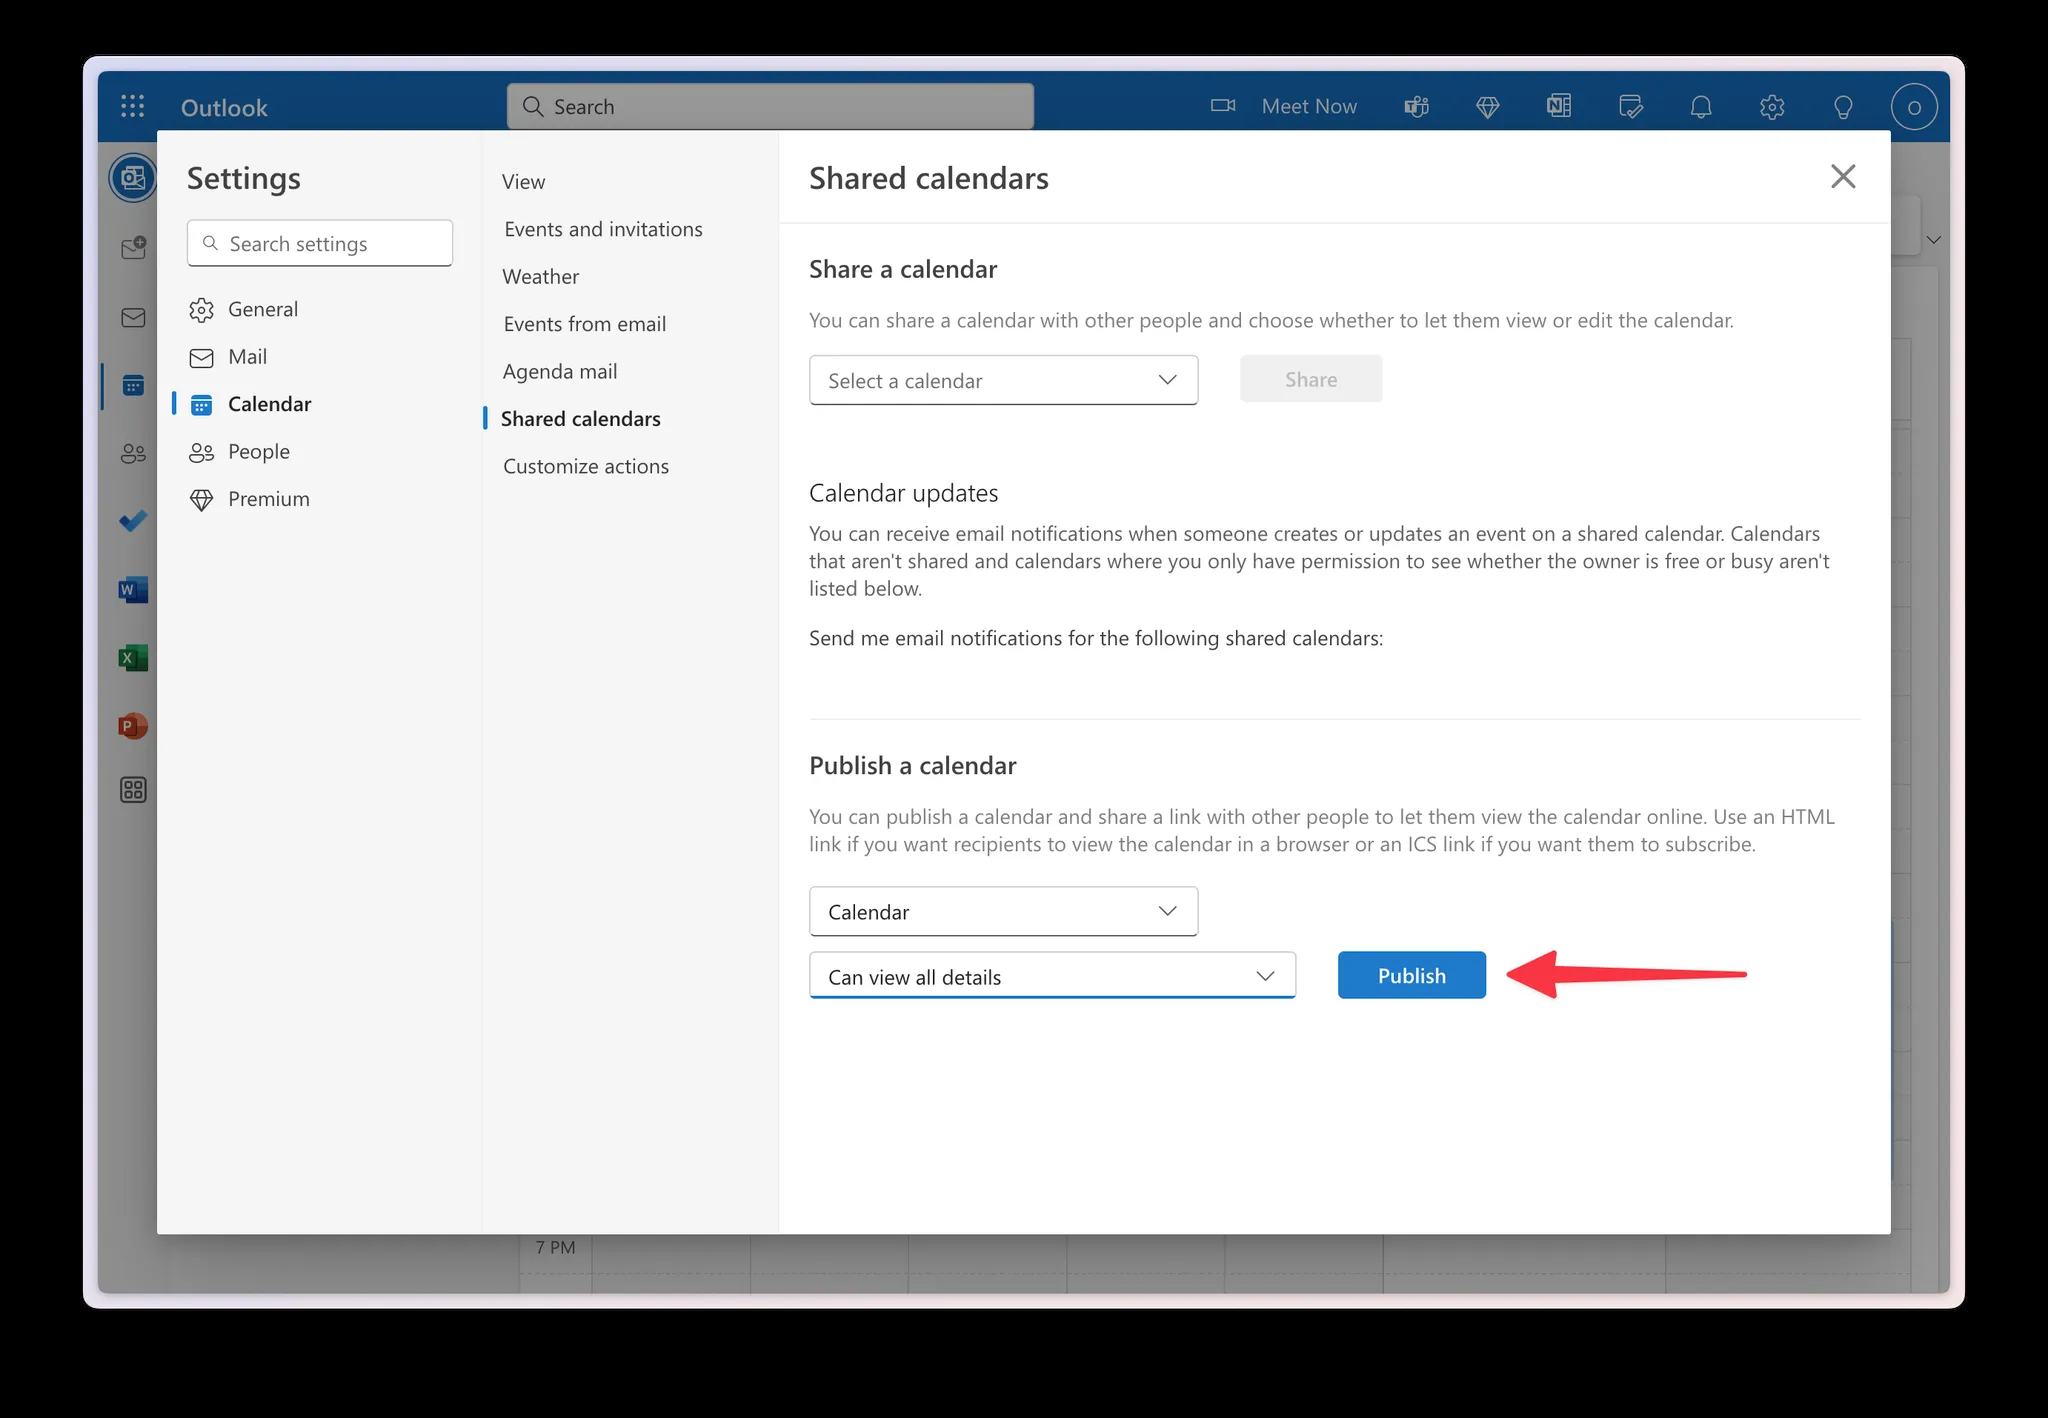 Outlook
Search
Meet Now
Settings
Search settings
General
Mail
Calendar
People
Premium
View
Events and invitations
Weather
Events from email
Agenda mail
Shared calendars
Customize actions
Shared calendars
Share a calendar
You can share a calendar with other people and choose whether to let them view or edit the calendar.
Select a calendar
Share
Calendar updates
You can receive email notifications when someone creates or updates an event on a shared calendar. Calendars
that aren't shared and calendars where you only have permission to see whether the owner is free or busy aren't
listed below.
Send me email notifications for the following shared calendars:
Publish a calendar
You can publish a calendar and share a link with other people to let them view the calendar online. Use an HTML
link if you want recipients to view the calendar in a browser or an ICS link if you want them to subscribe.
Calendar
Can view all details
Publish
7 PM